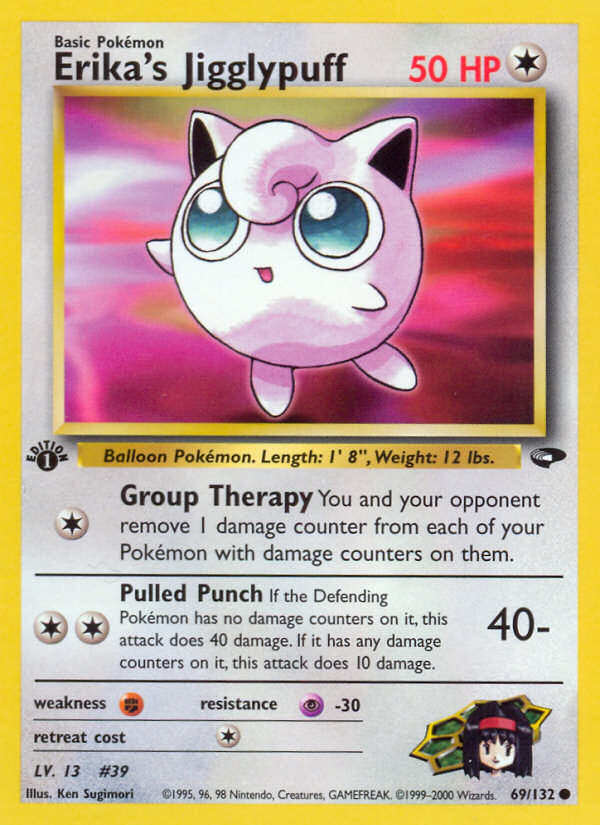 Basic Pokémon
Erika's Jigglypuff 50 HP
EDITION
1
Balloon Pokémon. Length: 1' 8", Weight: 12 lbs.
Group Therapy You and your opponent
remove 1 damage counter from each of your
Pokémon with damage counters on them.
Pulled Punch If the Defending
Pokémon has no damage counters on it, this
attack does 40 damage. If it has any damage
counters on it, this attack does 10 damage.
40-
weakness resistance -30
retreat cost
LV. 13 #39
Illus. Ken Sugimori ©1995, 96, 98 Nintendo, Creatures, GAMEFREAK. ©1999-2000 Wizards. 69/132